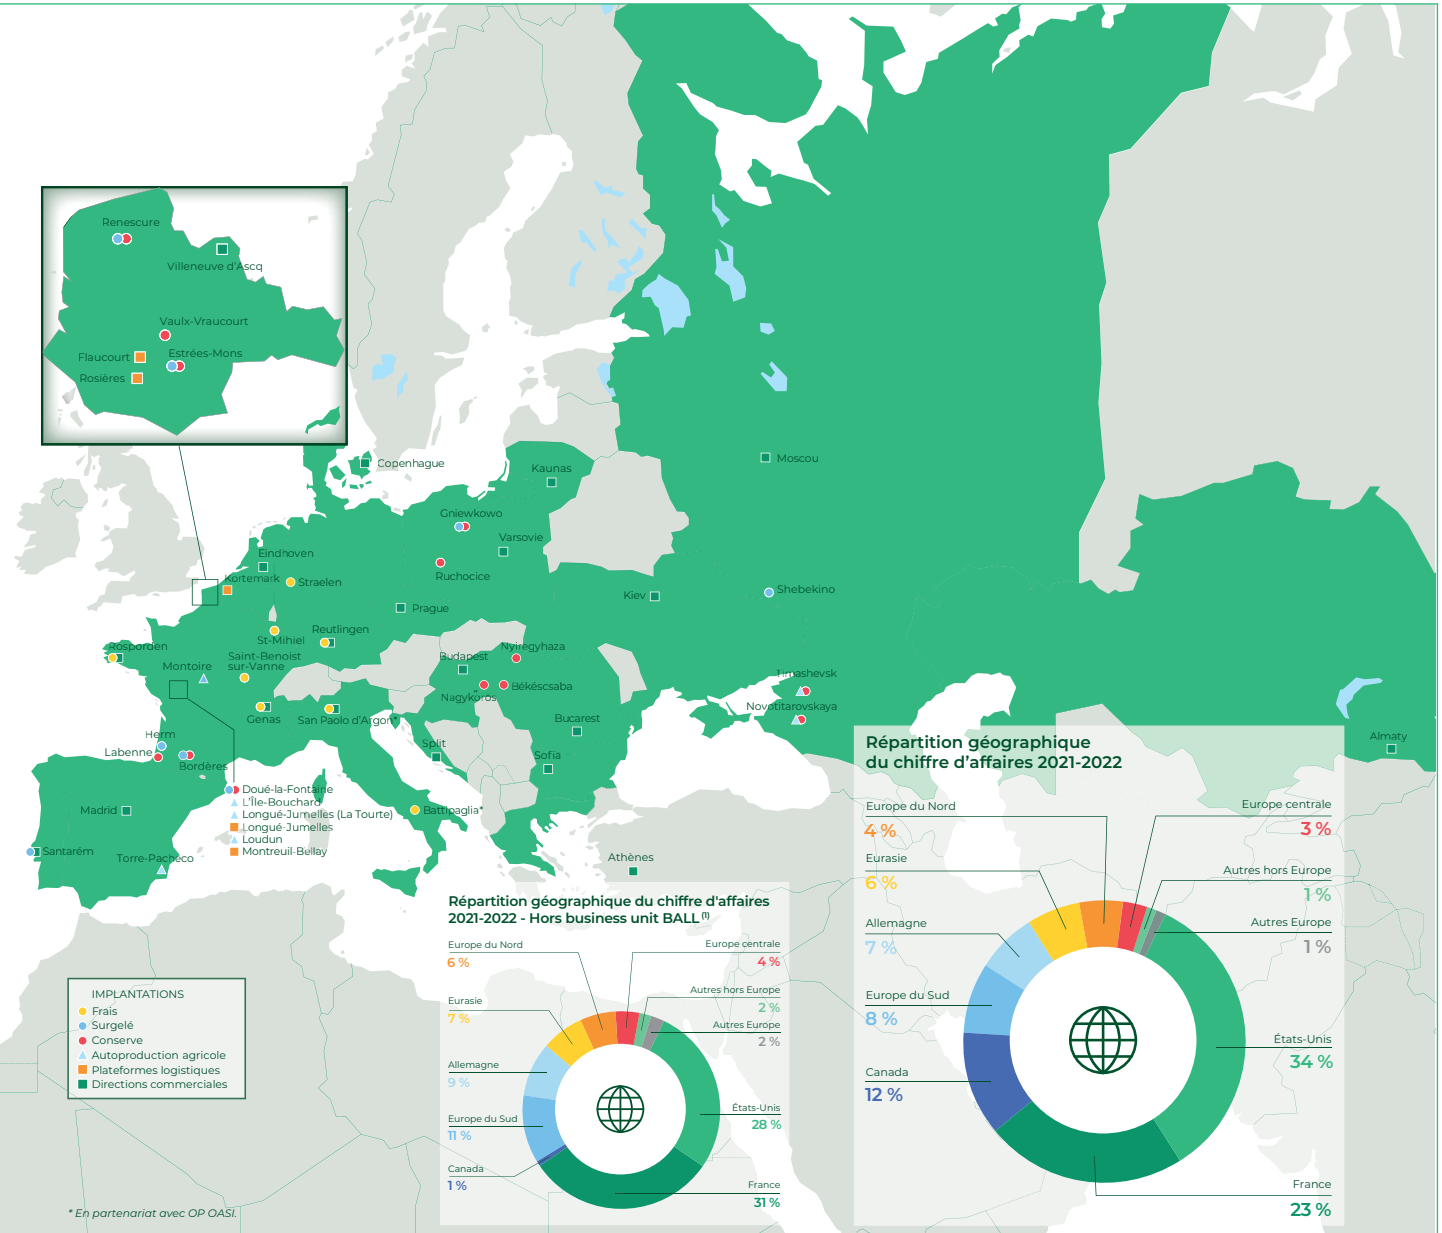 Renescure
Villeneuve d'Ascq
Vaulx-Vraucourt
Flaucourt
Estrées-Mons
Rosières
Copenhague
Kaunas
Moscou
Gniewkowo
Varsovie
Eindhoven
Kortemark
Straelen
Ruchocice
Kiev
Shebekino
Prague
St-Mihiel
Reutlingen
Rosporden
Montoire
Saint-Benoist
sur-Vanne
Budapest
Nyiregyhaza
Nagykőrös
Békéscsaba
Timashevsk
Novotitarovskaya
Genas
San Paolo d'Argon*
Bucarest
Herm
Labenne
Bordères
Split
Sofia
Almaty
Doué-la-Fontaine
L'Île-Bouchard
Longué-Jumelles (La Tourte)
Longué-Jumelles
Loudun
Montreuil-Bellay
Madrid
Battipaglia*
Santarém
Torre-Pacheco
Athènes
Répartition géographique
du chiffre d'affaires 2021-2022
Europe du Nord
4 %
Europe centrale
3 %
Eurasie
6 %
Autres hors Europe
1 %
Allemagne
7 %
Autres Europe
1 %
Europe du Sud
8 %
États-Unis
34 %
Canada
12 %
France
23 %
Répartition géographique du chiffre d'affaires
2021-2022 - Hors business unit BALL (1)
Europe du Nord
6 %
Europe centrale
4 %
Eurasie
7 %
Autres hors Europe
2 %
Autres Europe
2 %
Allemagne
9 %
Europe du Sud
11 %
États-Unis
28 %
Canada
1 %
France
31 %
IMPLANTATIONS
Frais
Surgelé
Conserve
Autoproduction agricole
Plateformes logistiques
Directions commerciales
* En partenariat avec OP OASI.